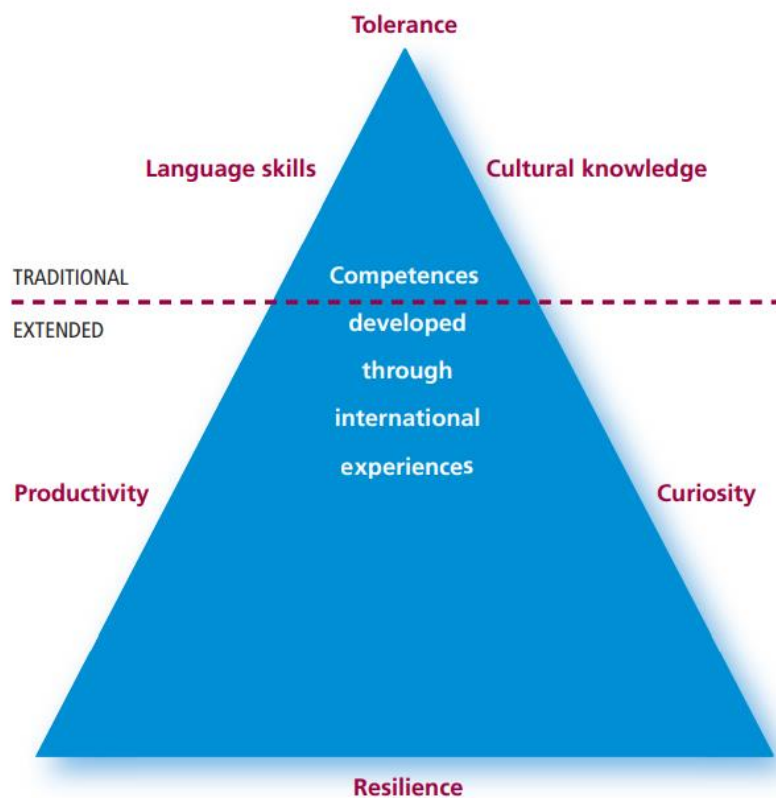 Tolerance
Language skills
Cultural knowledge
TRADITIONAL
Competences
EXTENDED
developed
through
international
experiences
Productivity
Curiosity
Resilience